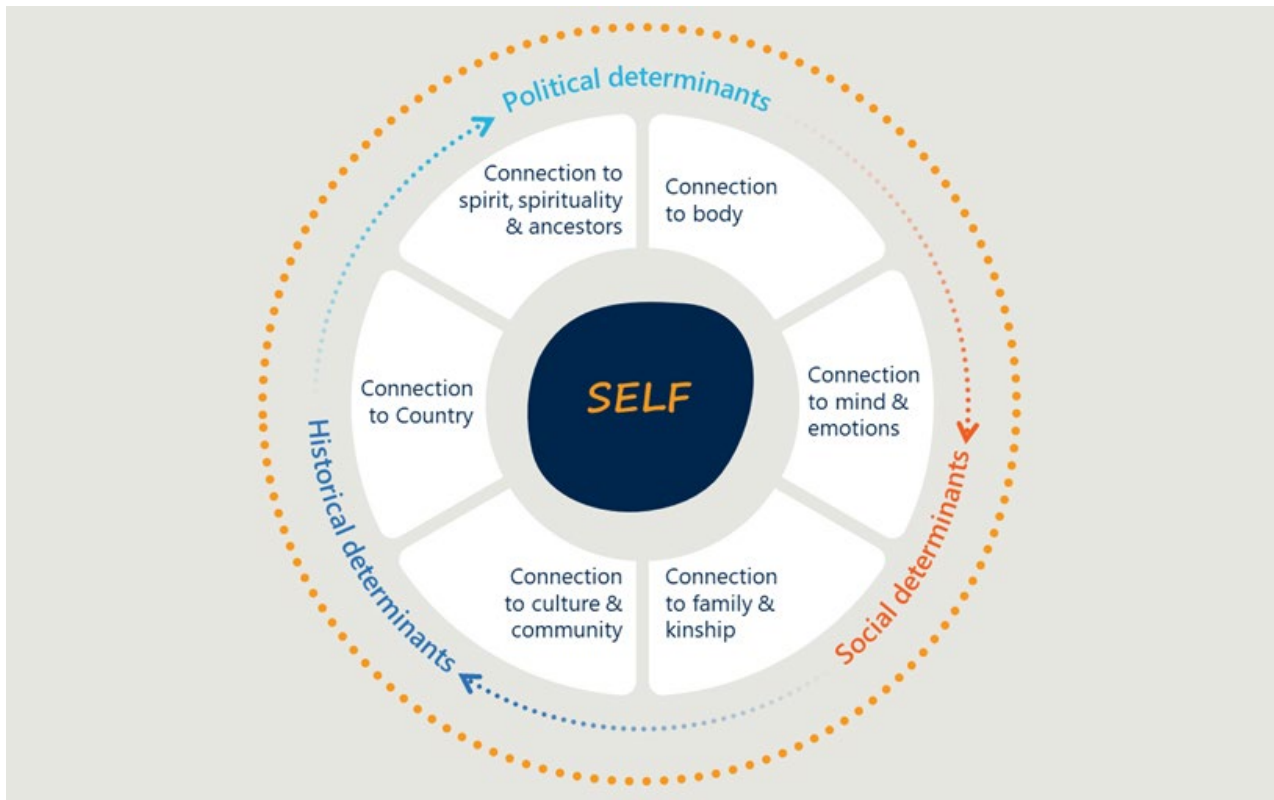 Political determinants
Connection to
spirit, spirituality
& ancestors
Connection
to body
Connection
to Country
SELF
Connection
to mind &
emotions
Historical determinants
Connection
to culture &
community
Connection
to family &
kinship
Social determinants